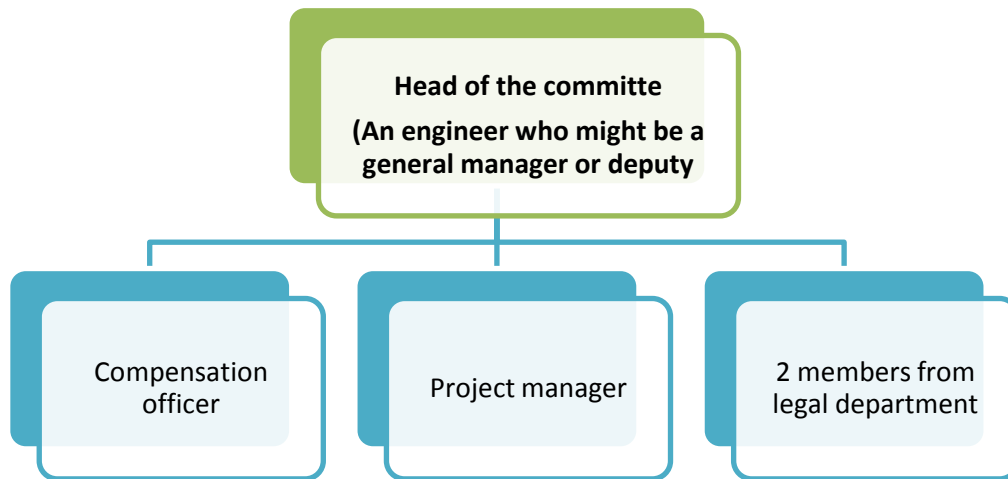 Head of the committe
(An engineer who might be a
general manager or deputy
Compensation
officer
Project manager
2 members from
legal department